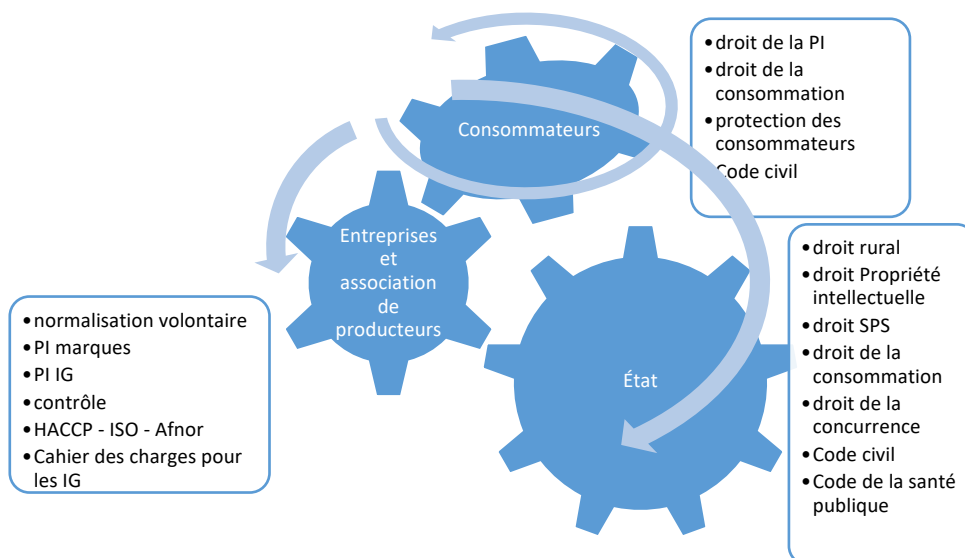 •droit de la PI
•droit de la
consommation
•protection des
consommateurs
Code civil
Consommateurs
Entreprises
et
association
de
producteurs
•normalisation volontaire
•PI marques
•PI IG
•contrôle
•HACCP - ISO - Afnor
•Cahier des charges pour
les IG
État
•droit rural
•droit Propriété
intellectuelle
•droit SPS
•droit de la
consommation
•droit de la
concurrence
•Code civil
•Code de la santé
publique